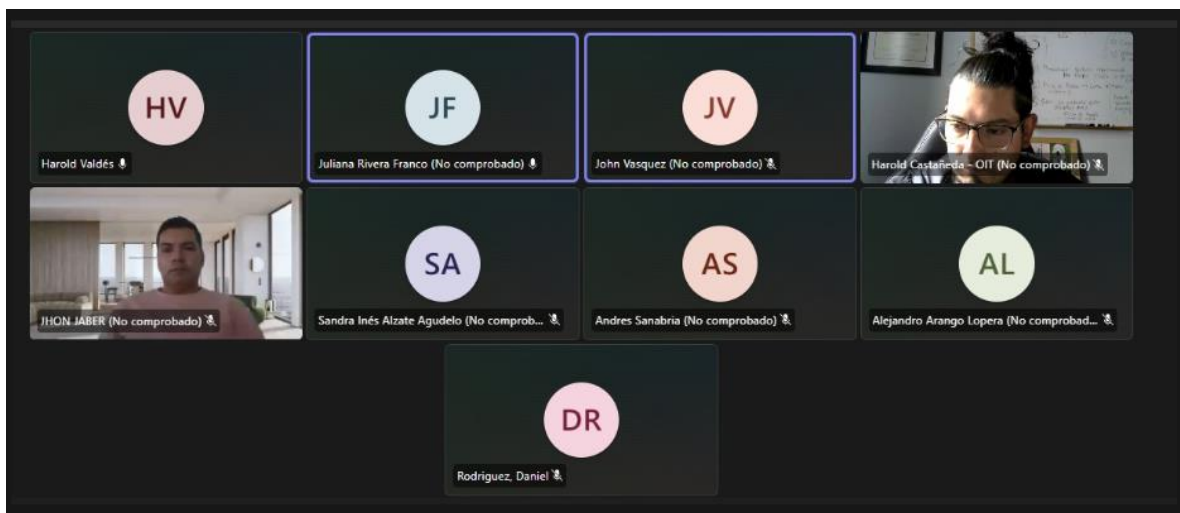 HV
Harold Valdés
JF
Juliana Rivera Franco (No comprobado)
JV
John Vasquez (No comprobado)
Harold Castañeda - OIT (No comprobado)
JHON JABER (No comprobado)
SA
Sandra Inés Alzate Agudelo (No comprob...
AS
Andres Sanabria (No comprobado)
AL
Alejandro Arango Lopera (No comprobad...
DR
Rodriguez, Daniel